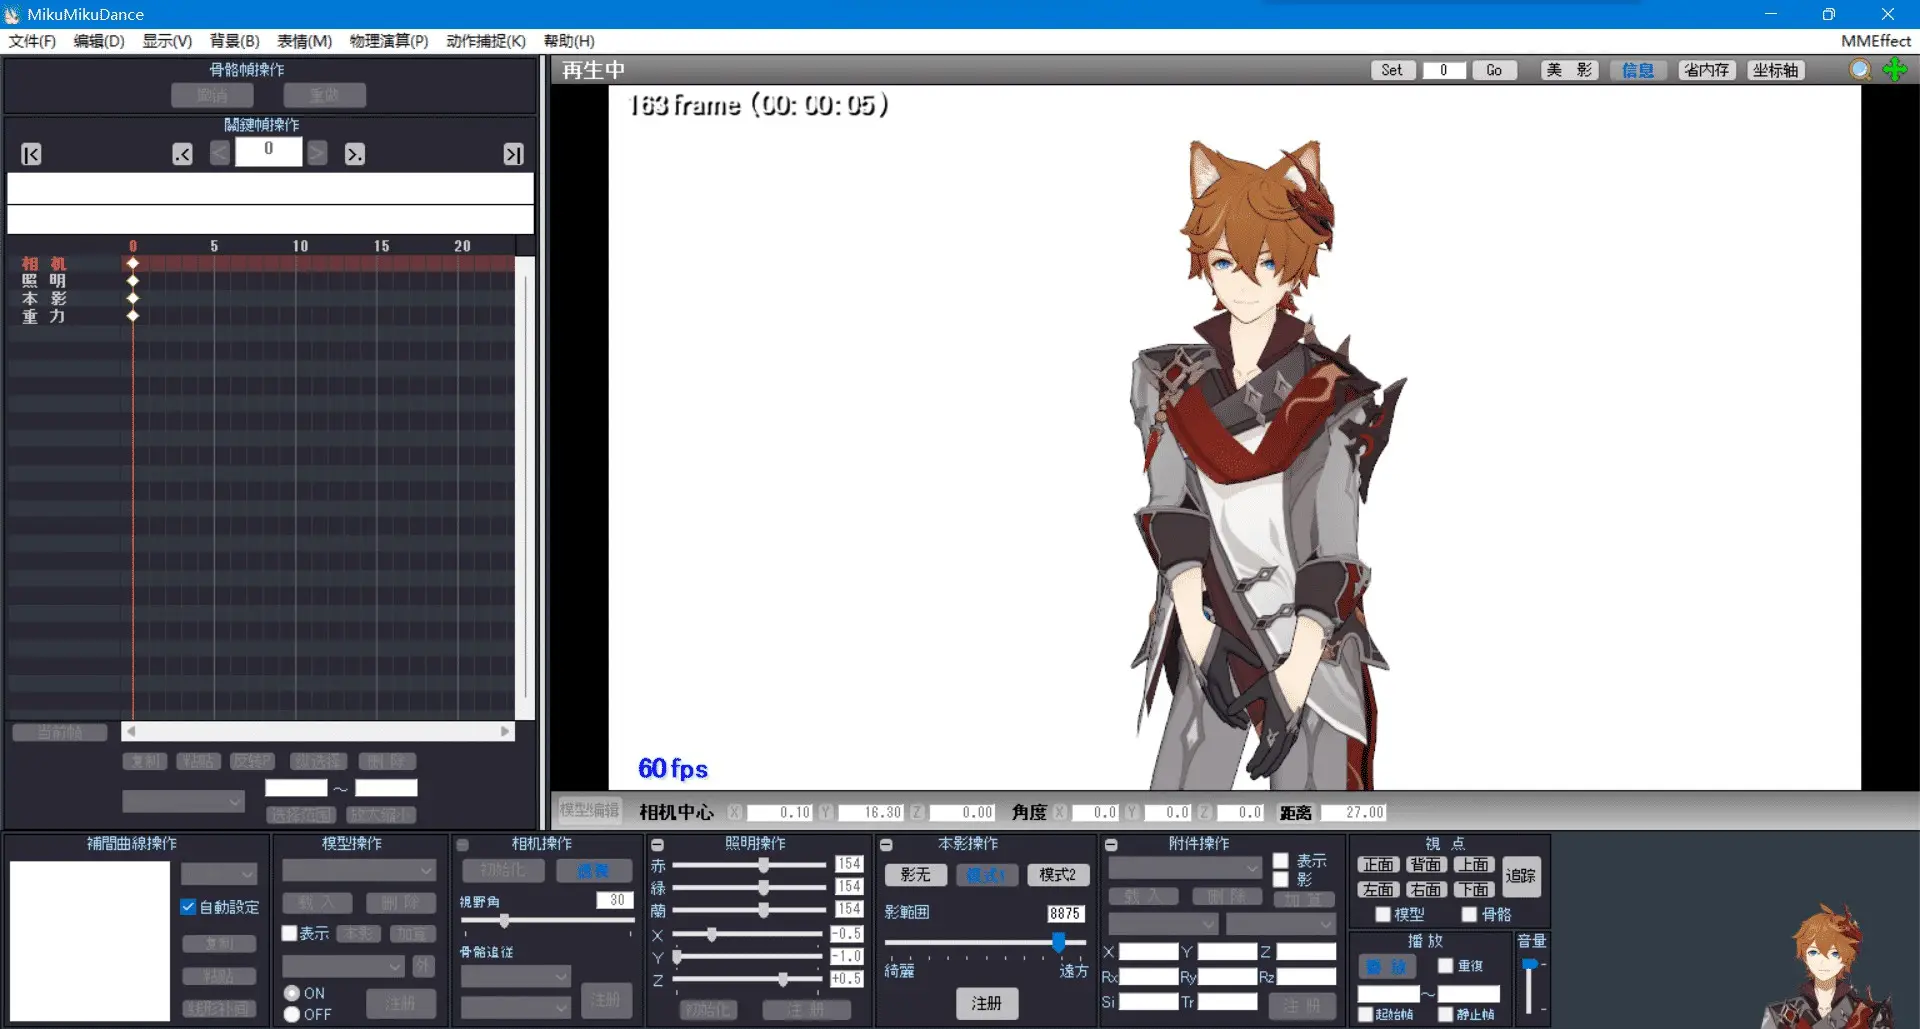 MikuMikuDance
文件(F) 编辑(D) 显示(V) 背景(B) 表情(M) 物理演算(P) 动作捕捉(K) 帮助(H) MMEffect
骨骼幀操作
撤销 重做
關鍵幀操作
|< .< < 0 > >. >|
0 5 10 15 20
相 机
照 明
本 影
重 力
当前帧
复制 粘贴 反转P 纵选择 删 除
~
选择范围 放大缩小
再生中 Set 0 Go 美 影 信息 省内存 坐标轴
163 frame (00:00:05)
60 fps
模型编辑 相机中心 X 0.10 Y 16.30 Z 0.00 角度 X 0.0 Y 0.0 Z 0.0 距离 27.00
補間曲線操作
自動設定
复制
粘贴
线形补间
模型操作
载 入 删 除
表示 本影 加算
外
ON
OFF
注册
相机操作
初始化 透视
視野角 30
骨骼追従
注册
照明操作
赤 154
緑 154
蘭 154
X -0.5
Y -1.0
Z +0.5
初始化 注 册
本影操作
影无 模式1 模式2
影範囲 8875
綺麗 遠方
注册
附件操作
表示
影
载 入 删 除 加 算
X Y Z
Rx Ry Rz
Si Tr 注 册
視 点
正面 背面 上面 追踪
左面 右面 下面
模型 骨骼
播 放
播 放 重復
~
起始帧 静止帧
音量